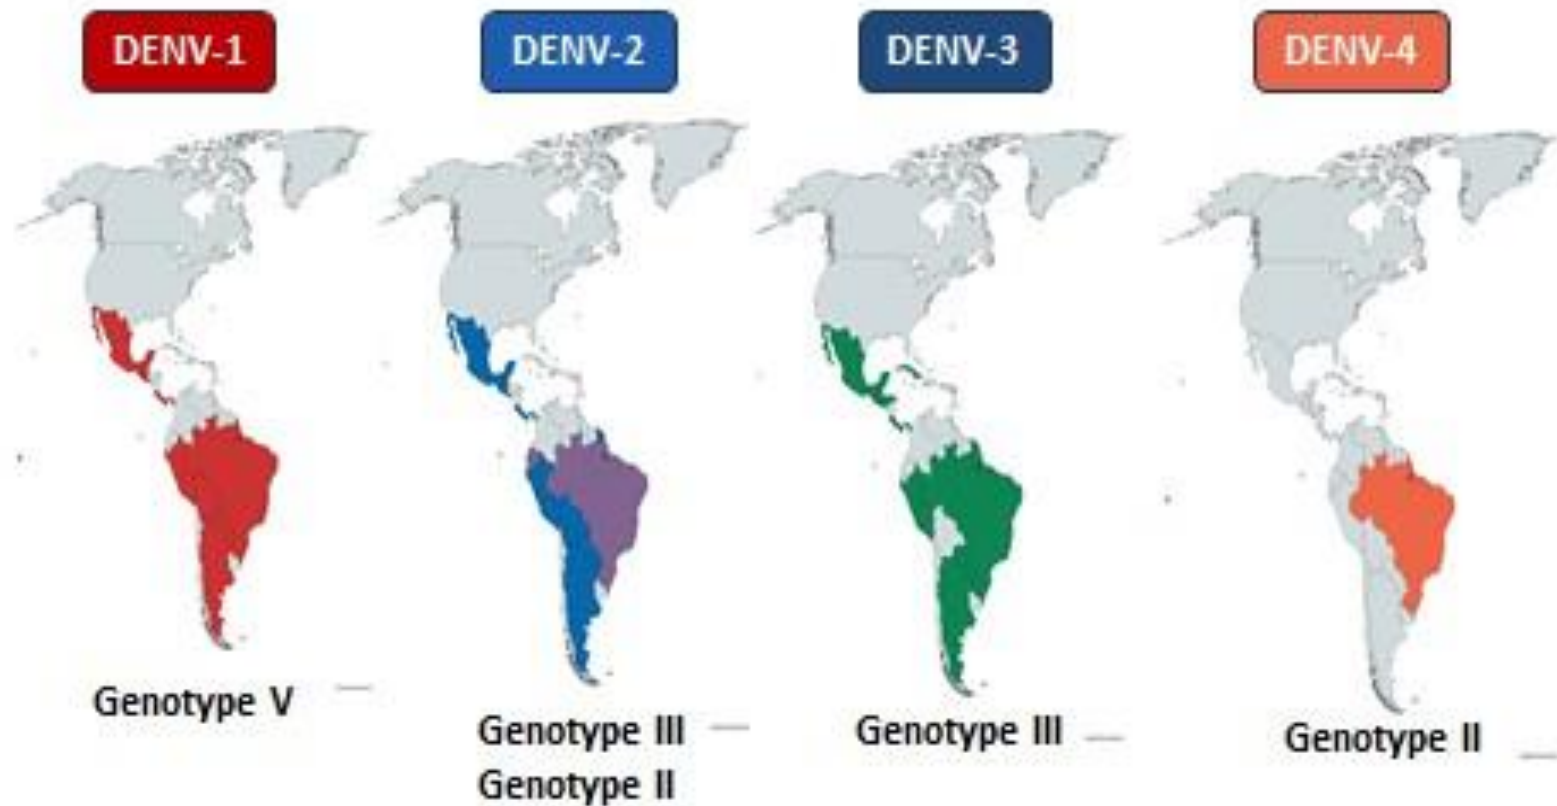 DENV-1
DENV-2
DENV-3
DENV-4
Genotype V
Genotype III
Genotype II
Genotype III
Genotype II